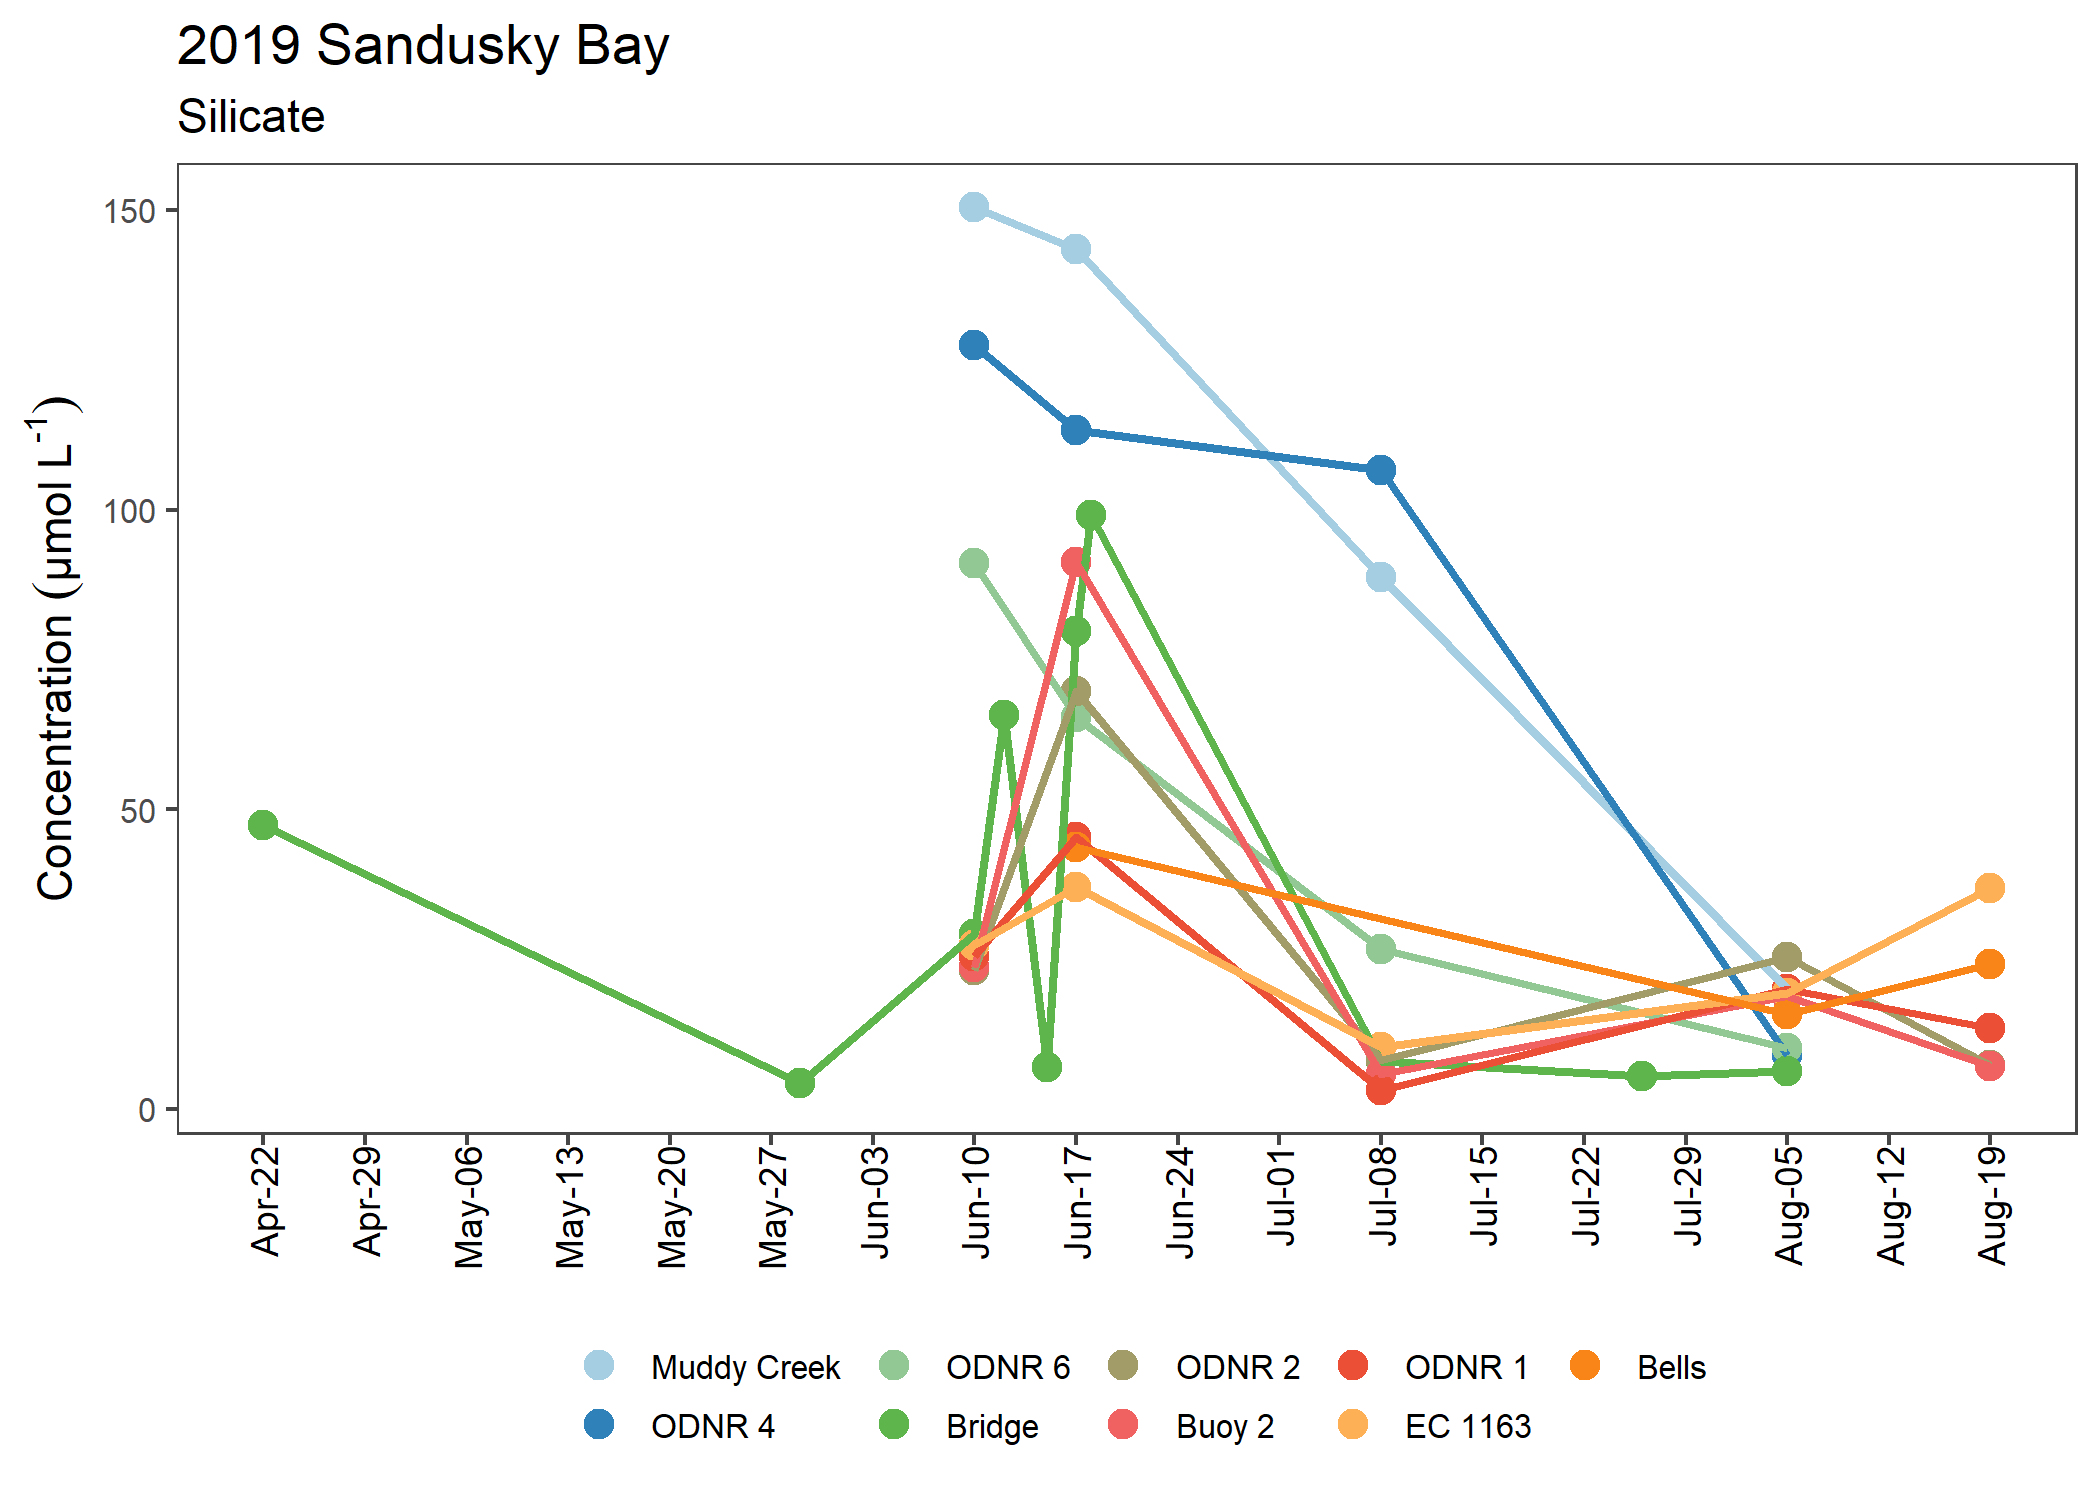 2019 Sandusky Bay
Silicate
Concentration (µmol L⁻¹)
150
100
50
0
Apr-22
Apr-29
May-06
May-13
May-20
May-27
Jun-03
Jun-10
Jun-17
Jun-24
Jul-01
Jul-08
Jul-15
Jul-22
Jul-29
Aug-05
Aug-12
Aug-19
Muddy Creek ODNR 6 ODNR 2 ODNR 1 Bells
ODNR 4 Bridge Buoy 2 EC 1163